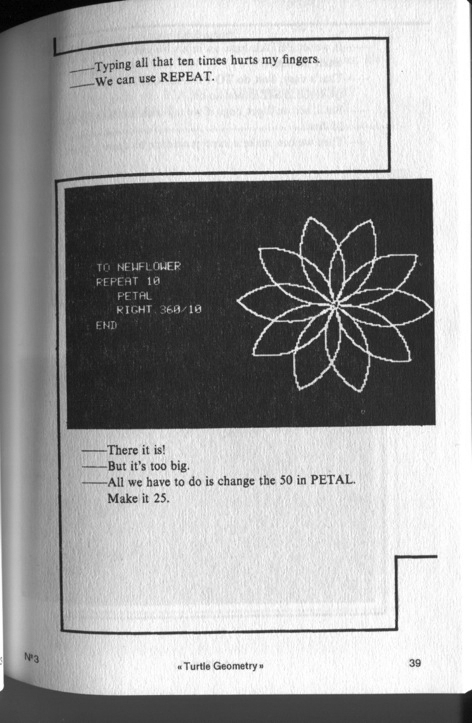 ——Typing all that ten times hurts my fingers.
——We can use REPEAT.
TO NEWFLOWER
REPEAT 10
PETAL
RIGHT 360/10
END
——There it is!
——But it's too big.
——All we have to do is change the 50 in PETAL.
Make it 25.
Nº3
« Turtle Geometry »
39